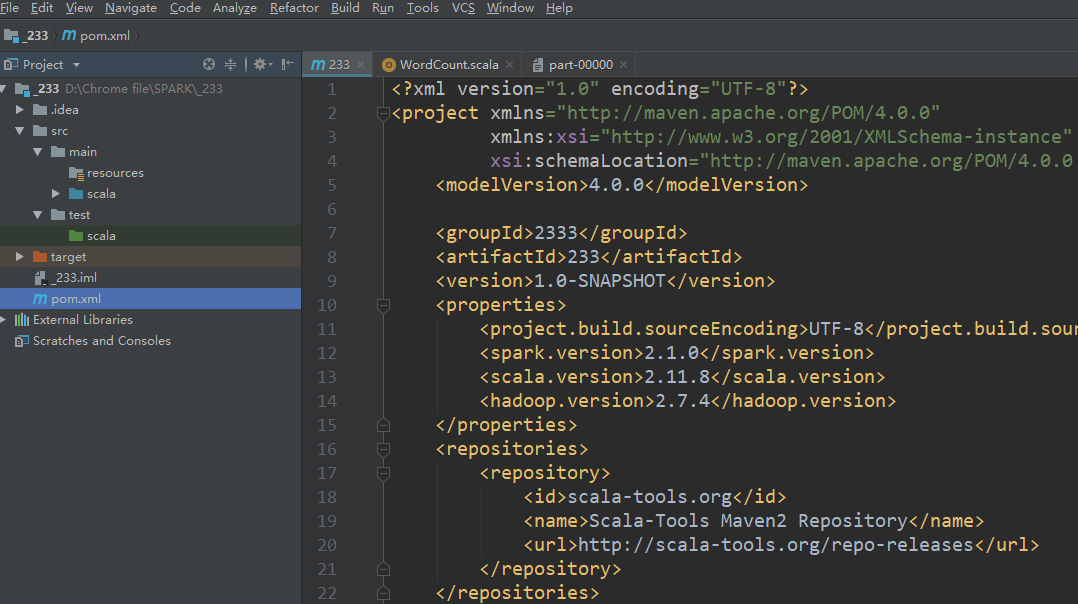 File Edit View Navigate Code Analyze Refactor Build Run Tools VCS Window Help
_233 pom.xml
Project
233 WordCount.scala part-00000
_233 D:\Chrome file\SPARK\_233
.idea
src
main
resources
scala
test
scala
target
_233.iml
pom.xml
External Libraries
Scratches and Consoles
1 <?xml version="1.0" encoding="UTF-8"?>
2 <project xmlns="http://maven.apache.org/POM/4.0.0"
3 xmlns:xsi="http://www.w3.org/2001/XMLSchema-instance"
4 xsi:schemaLocation="http://maven.apache.org/POM/4.0.0
5 <modelVersion>4.0.0</modelVersion>
6
7 <groupId>2333</groupId>
8 <artifactId>233</artifactId>
9 <version>1.0-SNAPSHOT</version>
10 <properties>
11 <project.build.sourceEncoding>UTF-8</project.build.sour
12 <spark.version>2.1.0</spark.version>
13 <scala.version>2.11.8</scala.version>
14 <hadoop.version>2.7.4</hadoop.version>
15 </properties>
16 <repositories>
17 <repository>
18 <id>scala-tools.org</id>
19 <name>Scala-Tools Maven2 Repository</name>
20 <url>http://scala-tools.org/repo-releases</url>
21 </repository>
22 </repositories>